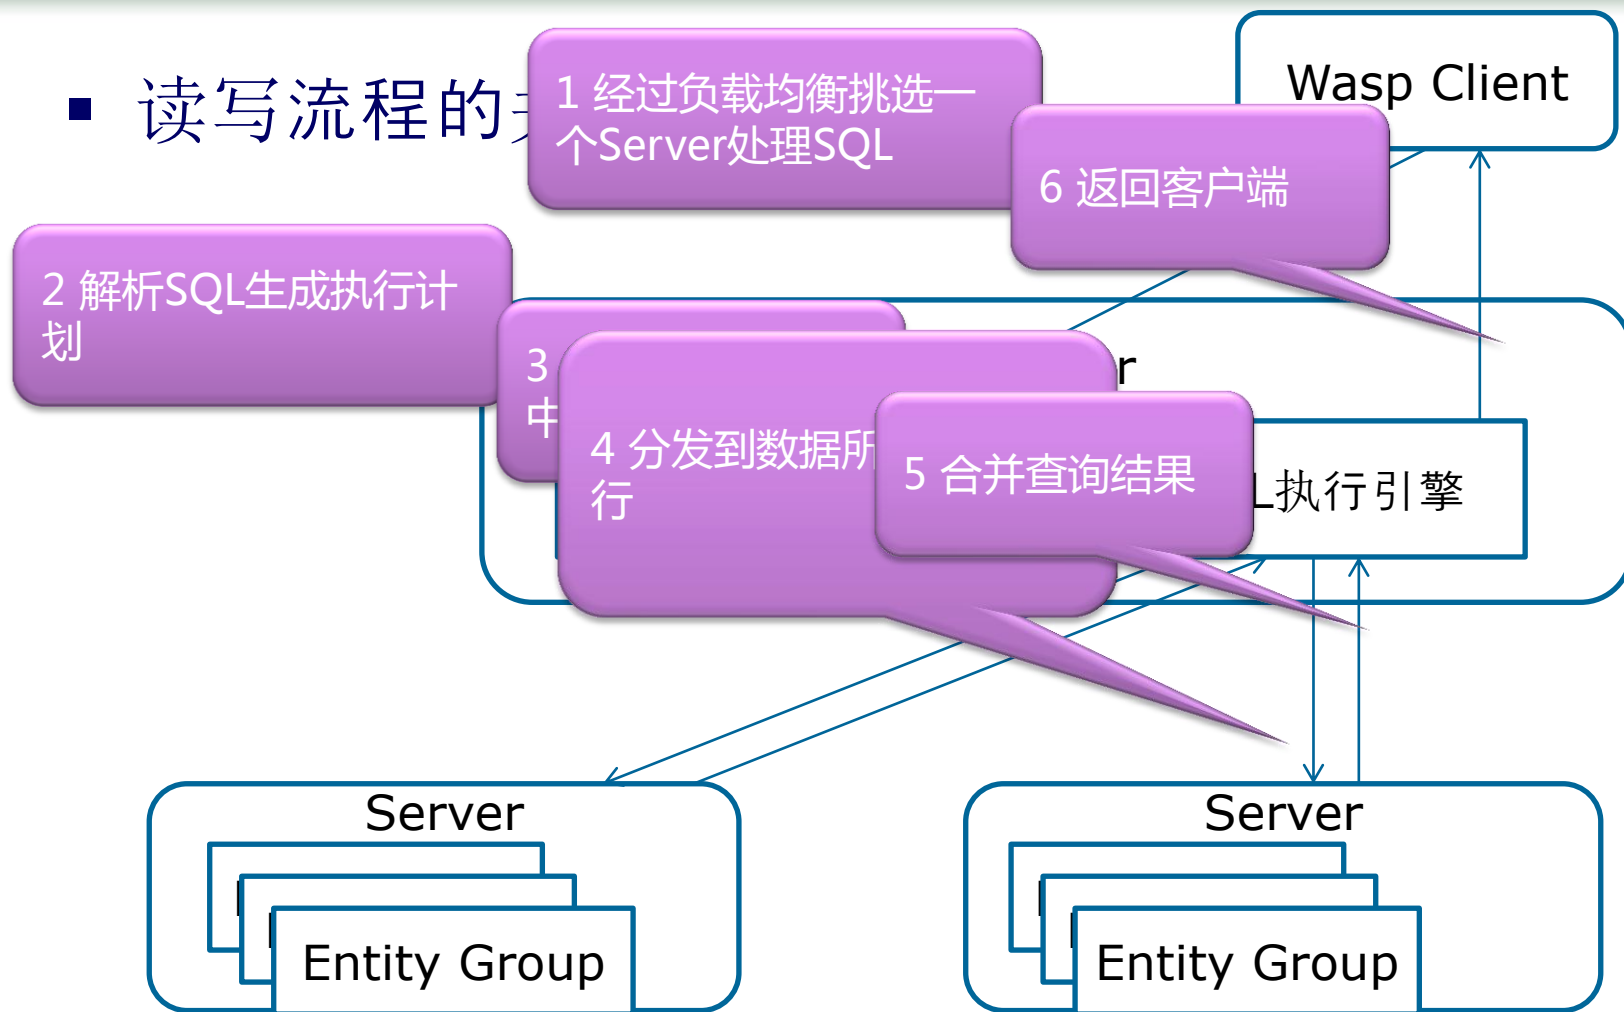 读写流程的
1 经过负载均衡挑选一
个Server处理SQL
Wasp Client
6 返回客户端
2 解析SQL生成执行计
划
3
中
r
4 分发到数据所
行
5 合并查询结果
L执行引擎
Server
Entity Group
Server
Entity Group